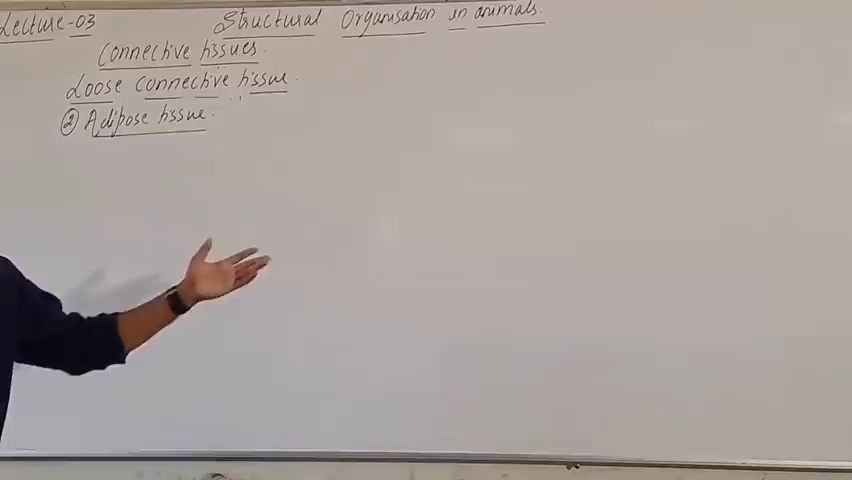 Lecture-03 Structural Organisation in animals.
Connective tissues.
Loose connective tissue.
② Adipose tissue.